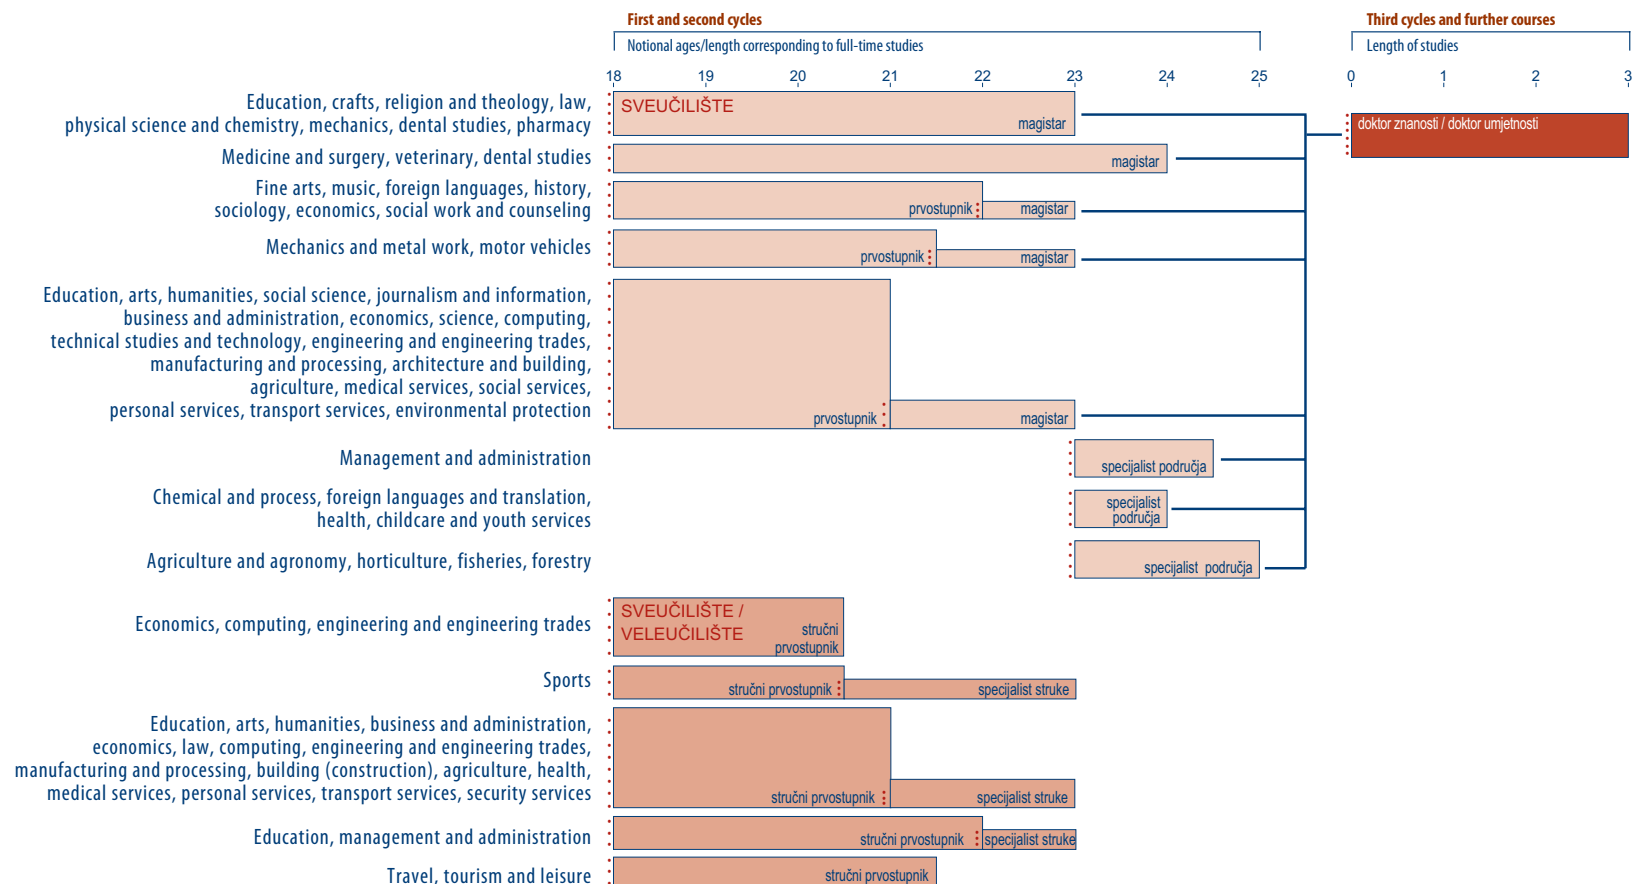 First and second cycles
Third cycles and further courses
Notional ages/length corresponding to full-time studies
Length of studies
18 19 20 21 22 23 24 25
0 1 2 3
Education, crafts, religion and theology, law,
physical science and chemistry, mechanics, dental studies, pharmacy
SVEUČILIŠTE
magistar
doktor znanosti / doktor umjetnosti
Medicine and surgery, veterinary, dental studies
magistar
Fine arts, music, foreign languages, history,
sociology, economics, social work and counseling
prvostupnik
magistar
Mechanics and metal work, motor vehicles
prvostupnik
magistar
Education, arts, humanities, social science, journalism and information,
business and administration, economics, science, computing,
technical studies and technology, engineering and engineering trades,
manufacturing and processing, architecture and building,
agriculture, medical services, social services,
personal services, transport services, environmental protection
prvostupnik
magistar
Management and administration
specijalist područja
Chemical and process, foreign languages and translation,
health, childcare and youth services
specijalist
područja
Agriculture and agronomy, horticulture, fisheries, forestry
specijalist područja
Economics, computing, engineering and engineering trades
SVEUČILIŠTE /
VELEUČILIŠTE
stručni
prvostupnik
Sports
stručni prvostupnik
specijalist struke
Education, arts, humanities, business and administration,
economics, law, computing, engineering and engineering trades,
manufacturing and processing, building (construction), agriculture, health,
medical services, personal services, transport services, security services
stručni prvostupnik
specijalist struke
Education, management and administration
stručni prvostupnik
specijalist struke
Travel, tourism and leisure
stručni prvostupnik